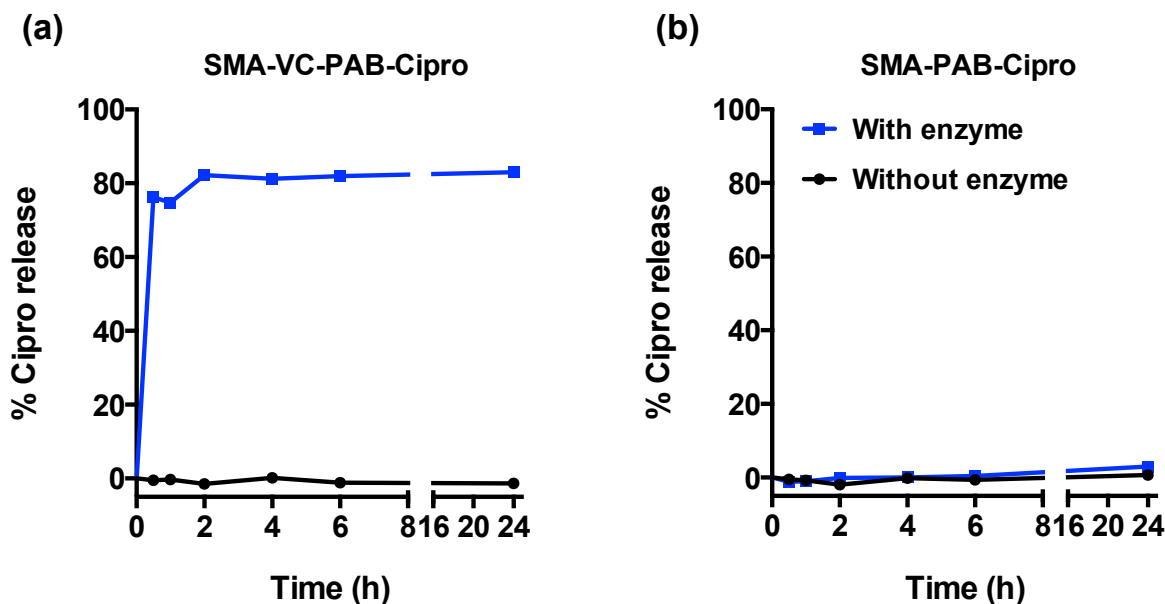 (a)
SMA-VC-PAB-Cipro
% Cipro release
100
80
60
40
20
0
0 2 4 6 8 16 20 24
Time (h)
(b)
SMA-PAB-Cipro
With enzyme
Without enzyme
% Cipro release
100
80
60
40
20
0
0 2 4 6 8 16 20 24
Time (h)